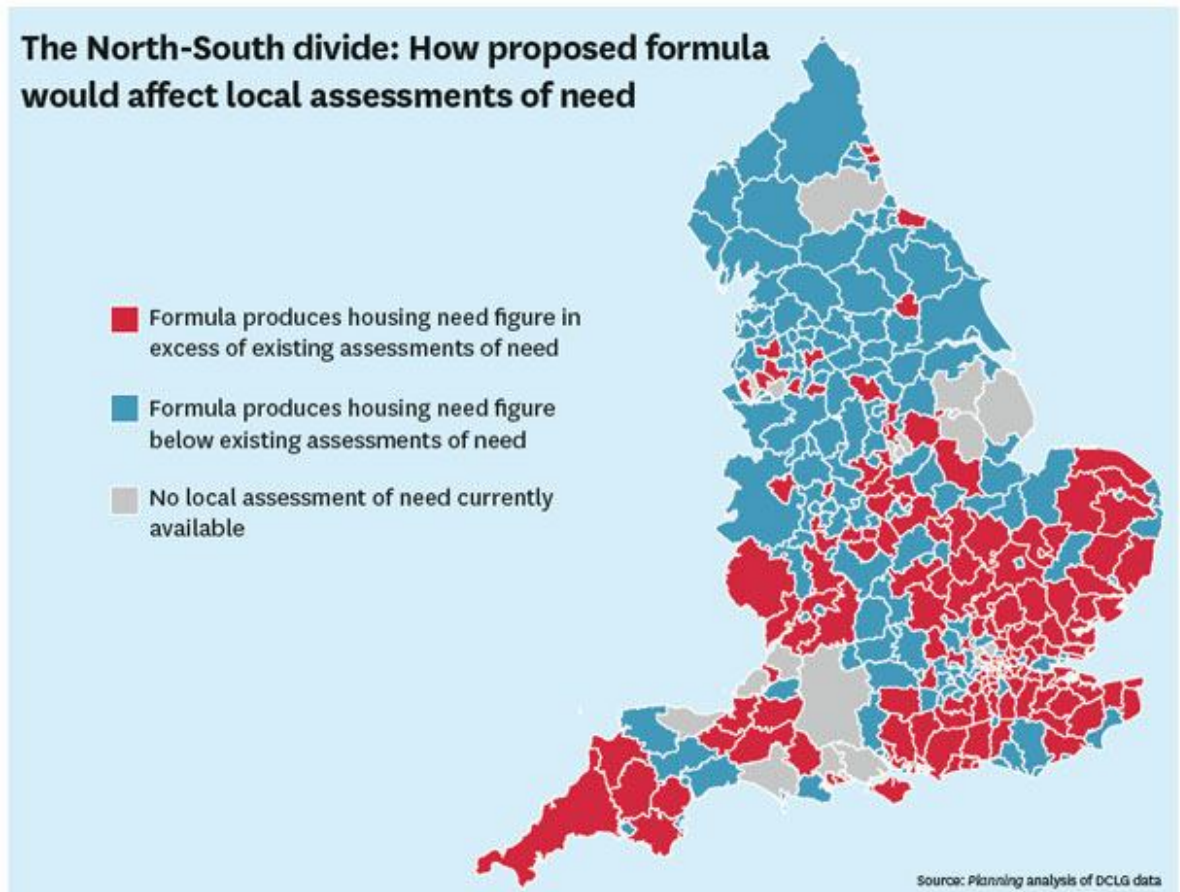 The North-South divide: How proposed formula
would affect local assessments of need
Formula produces housing need figure in
excess of existing assessments of need
Formula produces housing need figure
below existing assessments of need
No local assessment of need currently
available
Source: Planning analysis of DCLG data